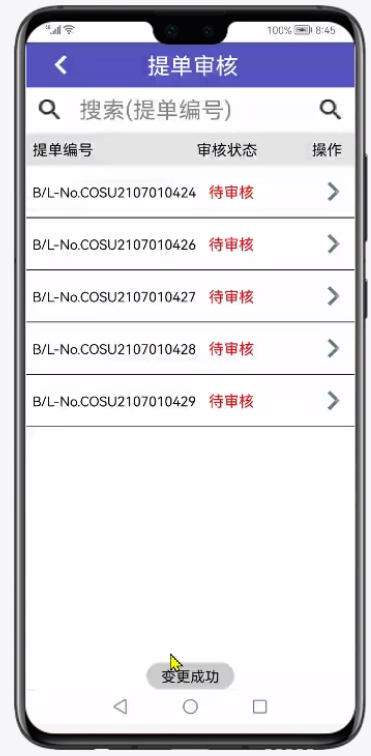 100% 8:45
提单审核
搜索(提单编号)
提单编号 审核状态 操作
B/L-No.COSU2107010424 待审核
B/L-No.COSU2107010426 待审核
B/L-No.COSU2107010427 待审核
B/L-No.COSU2107010428 待审核
B/L-No.COSU2107010429 待审核
变更成功